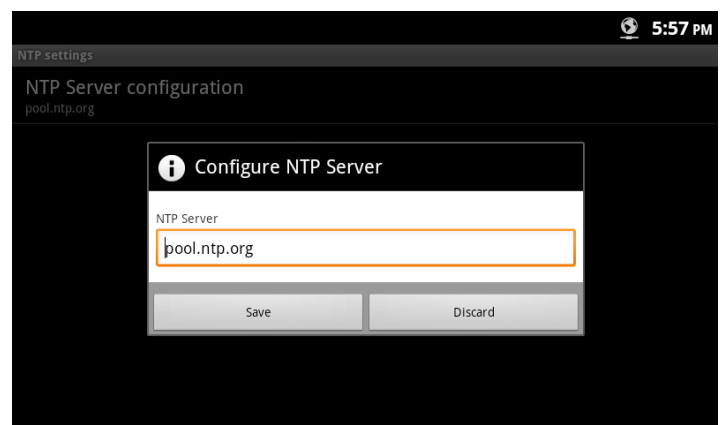 5:57 PM
NTP settings
NTP Server configuration
pool.ntp.org
Configure NTP Server
NTP Server
pool.ntp.org
Save
Discard